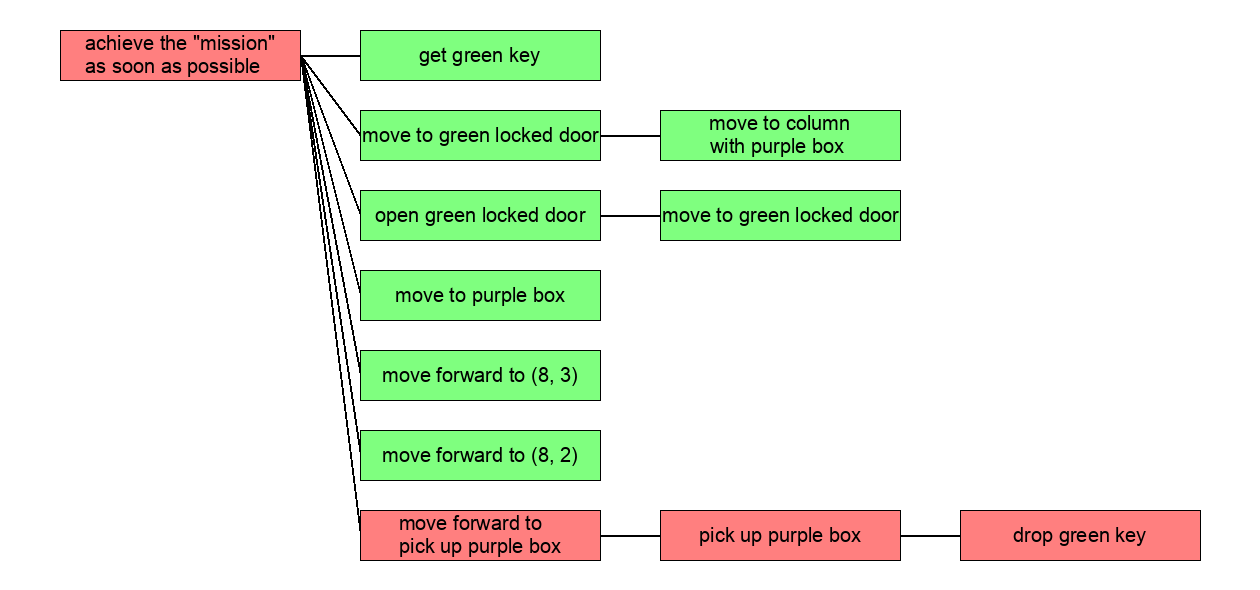 achieve the "mission"
as soon as possible
get green key
move to green locked door
move to column
with purple box
open green locked door
move to green locked door
move to purple box
move forward to (8, 3)
move forward to (8, 2)
move forward to
pick up purple box
pick up purple box
drop green key